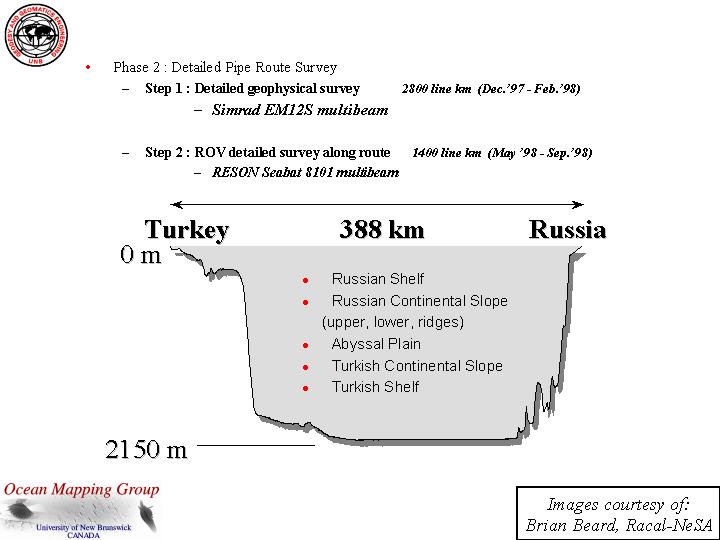 GEODESY AND GEOMATICS ENGINEERING
UNB
• Phase 2 : Detailed Pipe Route Survey
– Step 1 : Detailed geophysical survey 2800 line km (Dec.’97 - Feb.’98)
– Simrad EM12S multibeam
– Step 2 : ROV detailed survey along route 1400 line km (May ’98 - Sep.’98)
– RESON Seabat 8101 multibeam
Turkey 388 km Russia
0 m
• Russian Shelf
• Russian Continental Slope
(upper, lower, ridges)
• Abyssal Plain
• Turkish Continental Slope
• Turkish Shelf
2150 m
Ocean Mapping Group
University of New Brunswick
CANADA
Images courtesy of:
Brian Beard, Racal-NeSA